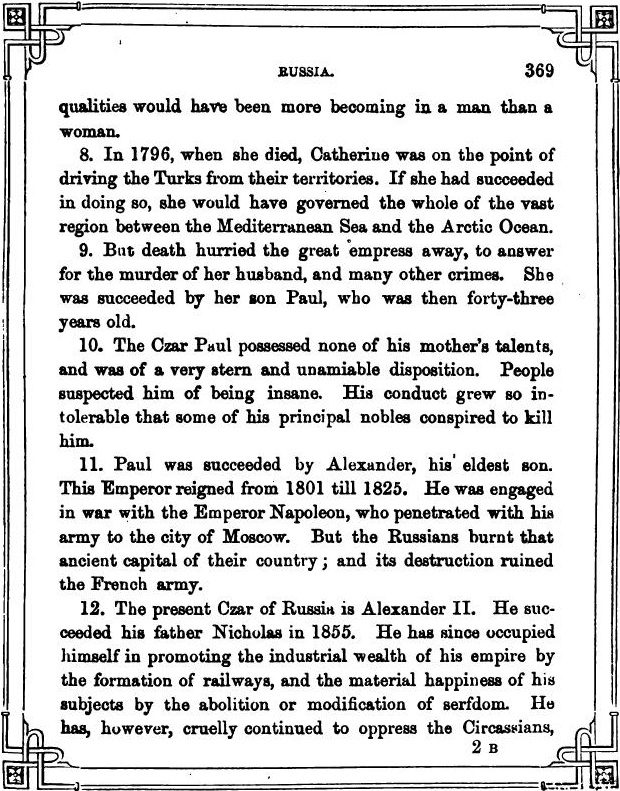 RUSSIA. 369
qualities would have been more becoming in a man than a
woman.
8. In 1796, when she died, Catherine was on the point of
driving the Turks from their territories. If she had succeeded
in doing so, she would have governed the whole of the vast
region between the Mediterranean Sea and the Arctic Ocean.
9. But death hurried the great empress away, to answer
for the murder of her husband, and many other crimes. She
was succeeded by her son Paul, who was then forty-three
years old.
10. The Czar Paul possessed none of his mother's talents,
and was of a very stern and unamiable disposition. People
suspected him of being insane. His conduct grew so in-
tolerable that some of his principal nobles conspired to kill
him.
11. Paul was succeeded by Alexander, his eldest son.
This Emperor reigned from 1801 till 1825. He was engaged
in war with the Emperor Napoleon, who penetrated with his
army to the city of Moscow. But the Russians burnt that
ancient capital of their country; and its destruction ruined
the French army.
12. The present Czar of Russia is Alexander II. He suc-
ceeded his father Nicholas in 1855. He has since occupied
himself in promoting the industrial wealth of his empire by
the formation of railways, and the material happiness of his
subjects by the abolition or modification of serfdom. He
has, however, cruelly continued to oppress the Circassians,
2 B